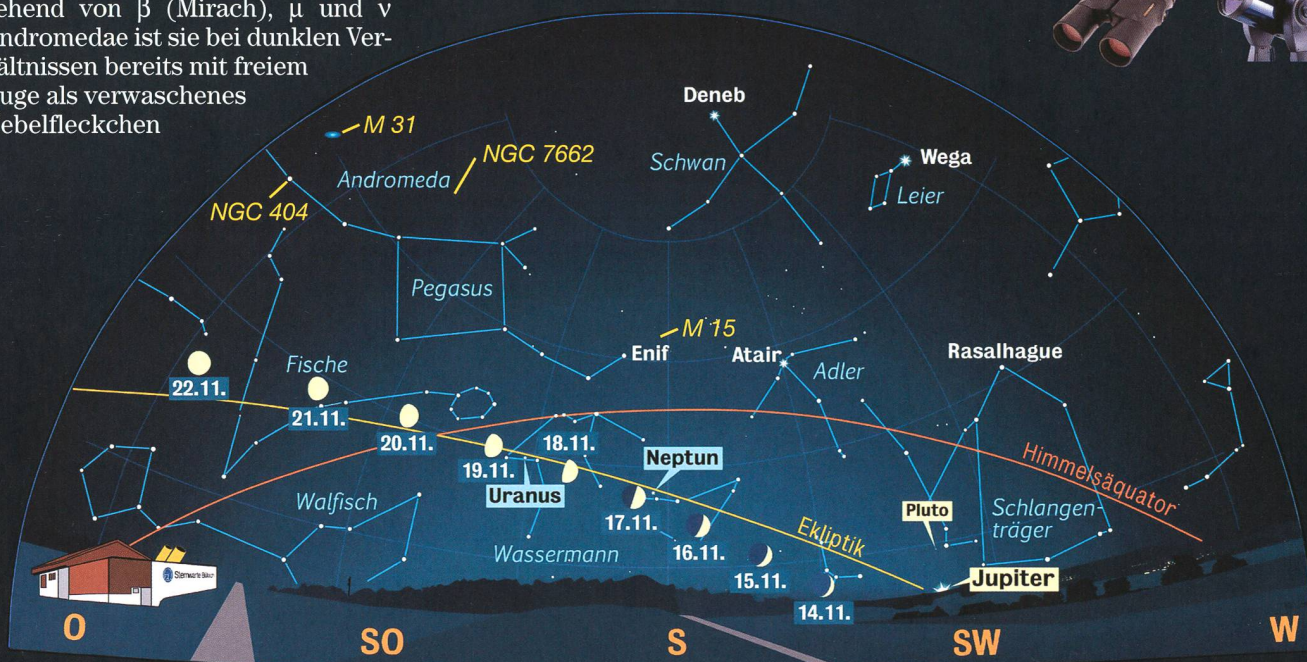 ehend von β (Mirach), μ und ν
ndromedae ist sie bei dunklen Ver-
ältnissen bereits mit freiem
uge als verwaschenes
ebelfleckchen
M 31
NGC 7662
Andromeda
NGC 404
Deneb
Schwan
Wega
Leier
Pegasus
M 15
Enif
Atair
Adler
Rasalhague
Fische
22.11.
21.11.
20.11.
19.11.
18.11.
Neptun
Uranus
17.11.
16.11.
15.11.
14.11.
Walfisch
Wassermann
Ekliptik
Himmelsäquator
Pluto
Schlangen-
träger
Jupiter
Sternwarte
O
SO
S
SW
W